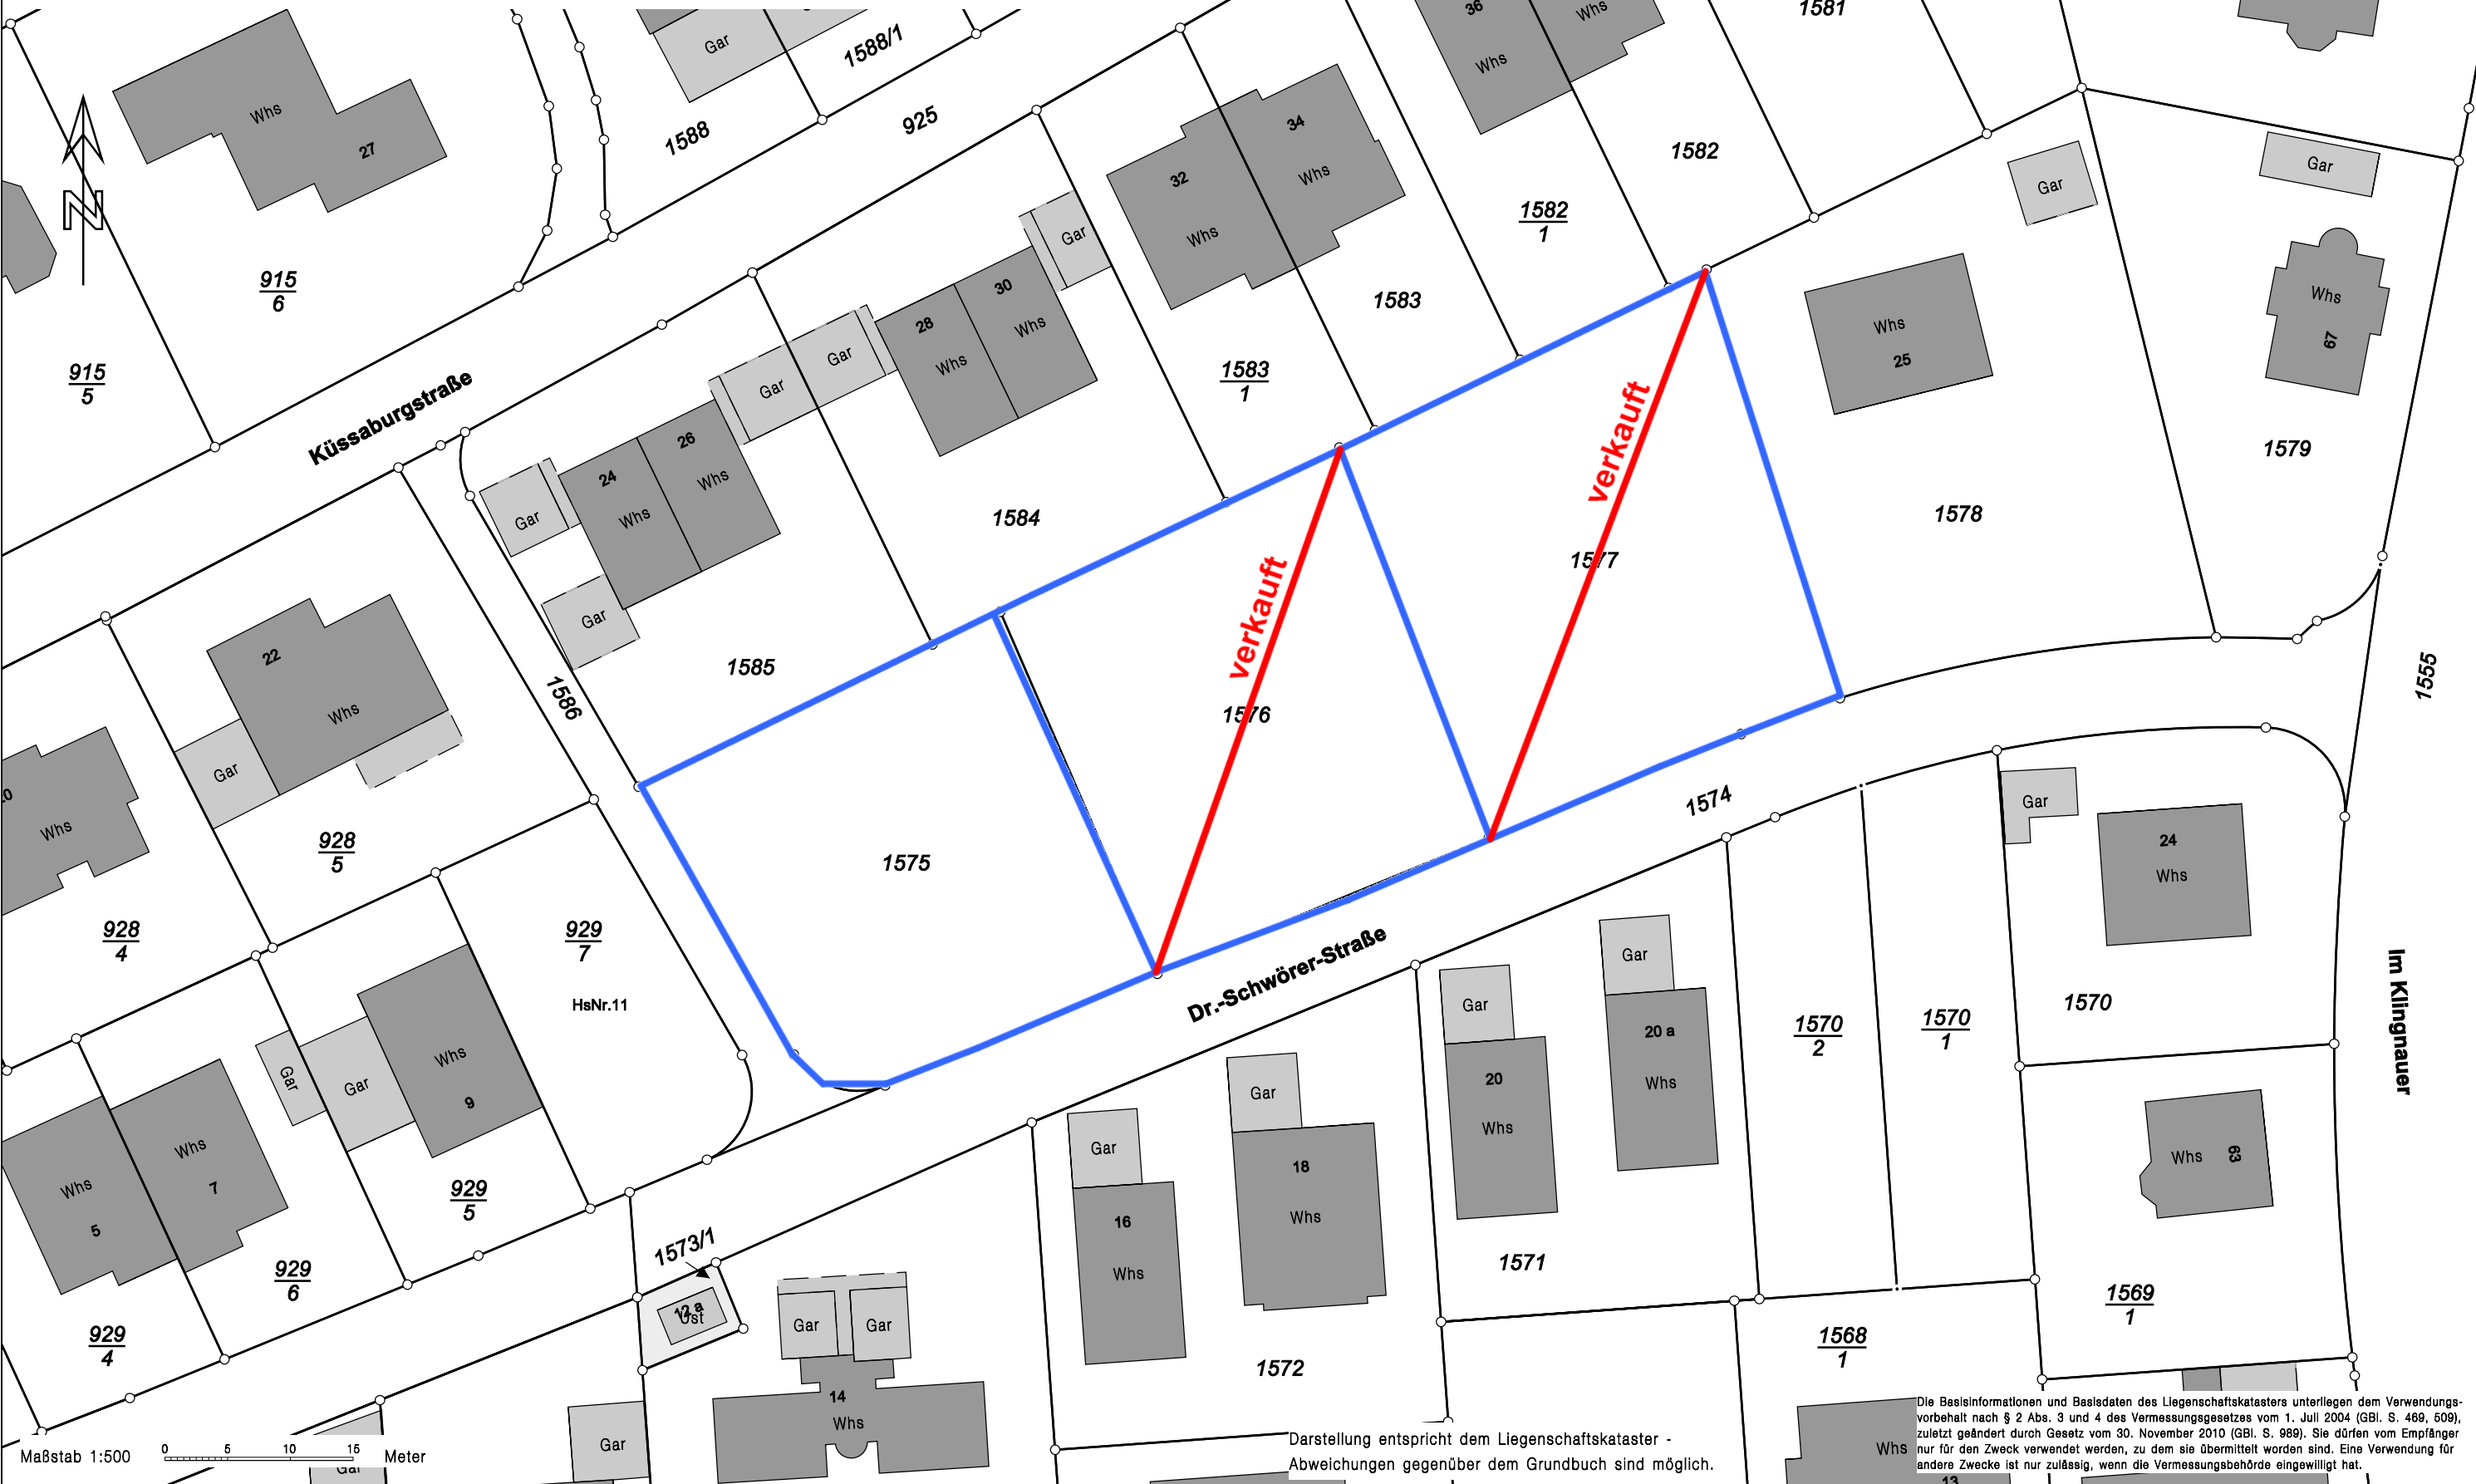 36
Whs
1581
Gar
1588/1
Whs
27
1588
925
34
Whs
32
Whs
Whs
1582
1582
1
Gar
Gar
Whs
67
N
915
6
915
5
Gar
30
Whs
28
Whs
Gar
Gar
1583
1583
1
Whs
25
Küssaburgstraße
26
Whs
24
Whs
Gar
Gar
1584
1585
1586
verkauft
1576
verkauft
1577
1578
1579
1555
22
Whs
Gar
Whs
928
5
928
4
1575
1574
Gar
24
Whs
929
7
HsNr.11
Dr.-Schwörer-Straße
Im Klingnauer
Gar
Gar
Whs
9
Whs
7
Whs
5
929
5
929
6
929
4
Gar
20 a
Whs
Gar
20
Whs
1570
2
1570
1
1570
Gar
18
Whs
Gar
16
Whs
Whs
63
1571
1569
1
1573/1
12 a
Ust
Gar
Gar
14
Whs
1572
1568
1
Gar
Gar
Whs
13
Maßstab 1:500
0 5 10 15 Meter
Darstellung entspricht dem Liegenschaftskataster -
Abweichungen gegenüber dem Grundbuch sind möglich.
Die Basisinformationen und Basisdaten des Liegenschaftskatasters unterliegen dem Verwendungs-
vorbehalt nach § 2 Abs. 3 und 4 des Vermessungsgesetzes vom 1. Juli 2004 (GBl. S. 469, 509),
zuletzt geändert durch Gesetz vom 30. November 2010 (GBl. S. 989). Sie dürfen vom Empfänger
nur für den Zweck verwendet werden, zu dem sie übermittelt worden sind. Eine Verwendung für
andere Zwecke ist nur zulässig, wenn die Vermessungsbehörde eingewilligt hat.